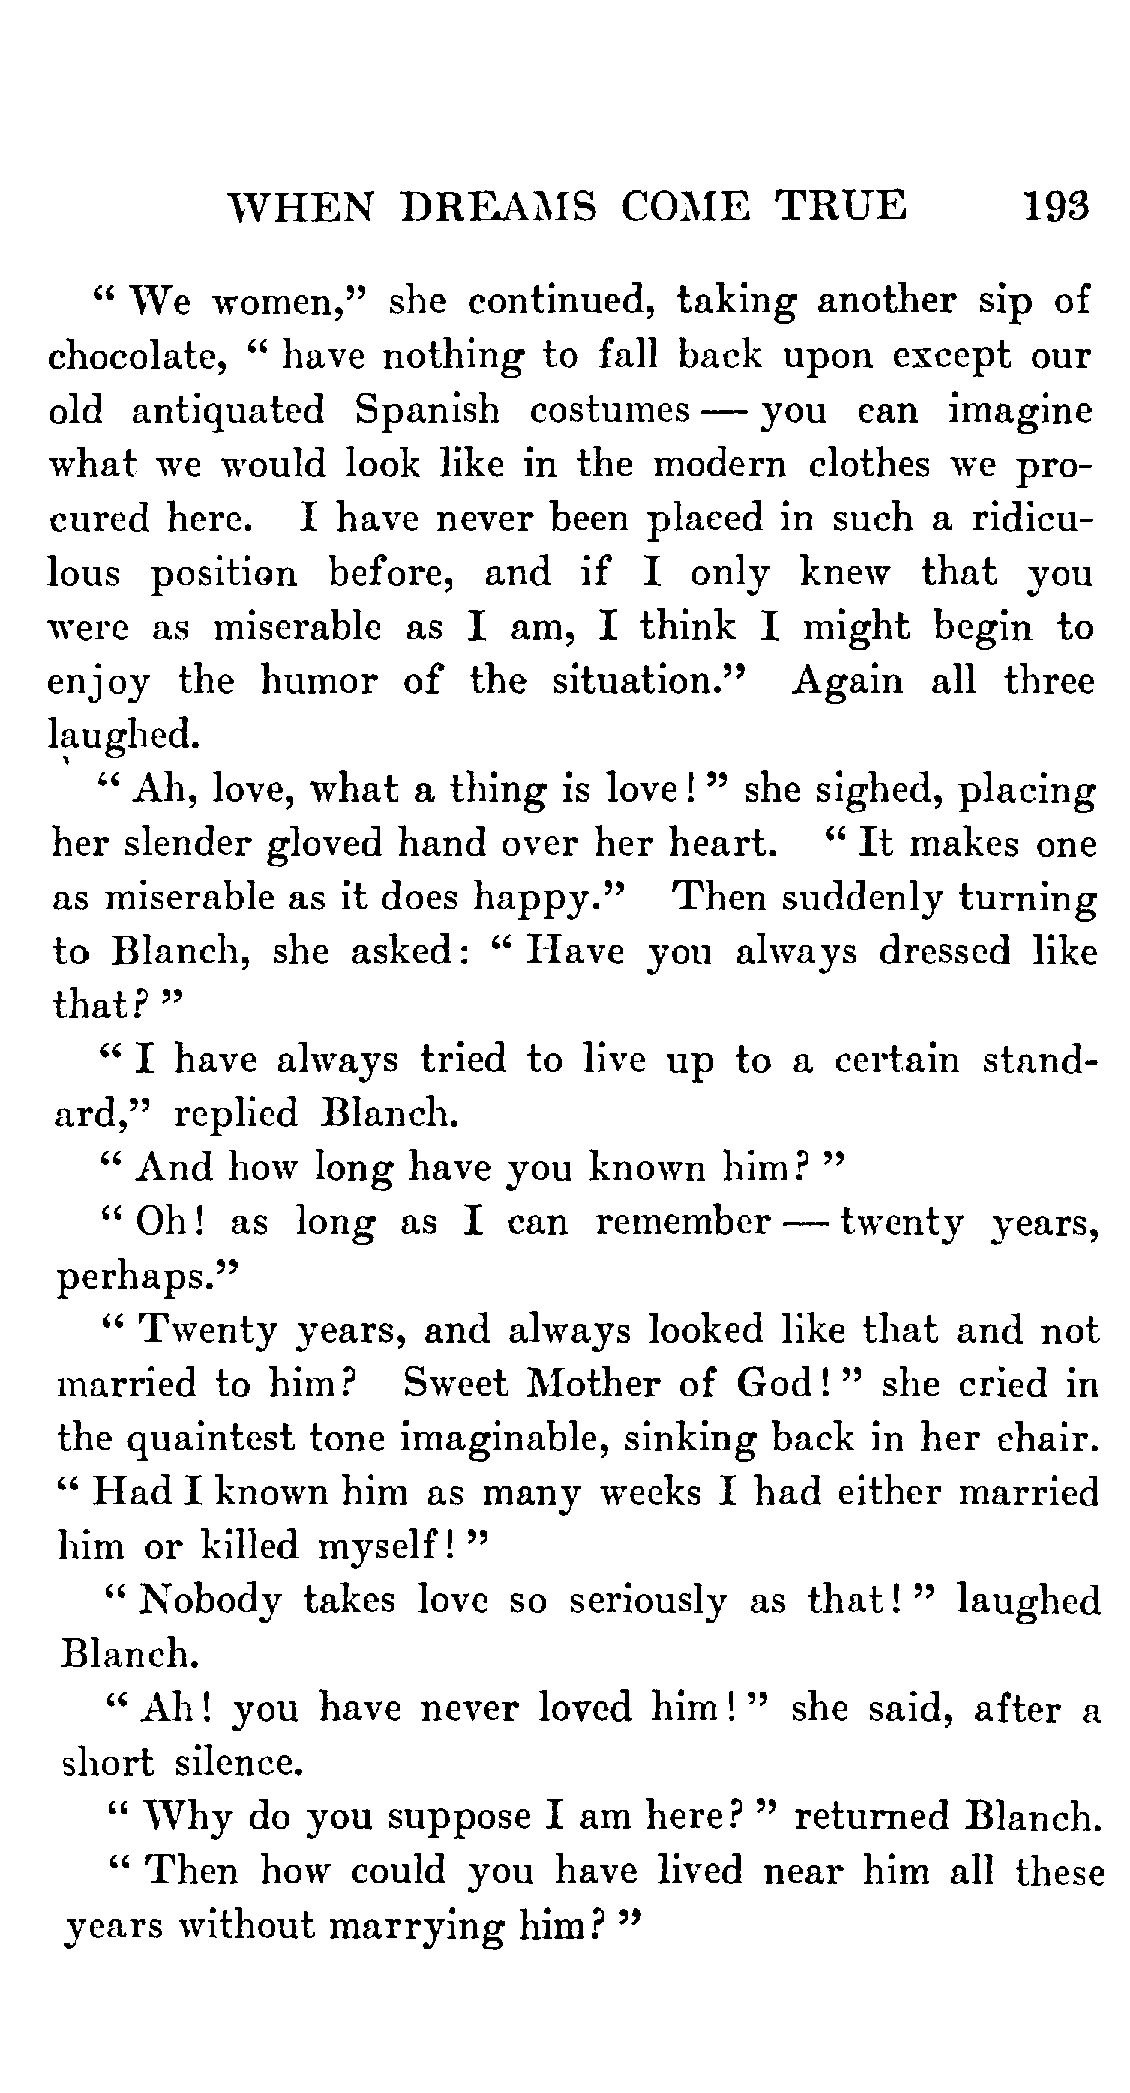 WHEN DREAMS COME TRUE 193
“ We women,” she continued, taking another sip of
chocolate, “ have nothing to fall back upon except our
old antiquated Spanish costumes — you can imagine
what we would look like in the modern clothes we pro-
cured here. I have never been placed in such a ridicu-
lous position before, and if I only knew that you
were as miserable as I am, I think I might begin to
enjoy the humor of the situation.” Again all three
laughed.
“ Ah, love, what a thing is love! ” she sighed, placing
her slender gloved hand over her heart. “ It makes one
as miserable as it does happy.” Then suddenly turning
to Blanch, she asked: “ Have you always dressed like
that? ”
“ I have always tried to live up to a certain stand-
ard,” replied Blanch.
“ And how long have you known him? ”
“ Oh! as long as I can remember — twenty years,
perhaps.”
“ Twenty years, and always looked like that and not
married to him? Sweet Mother of God! ” she cried in
the quaintest tone imaginable, sinking back in her chair.
“ Had I known him as many weeks I had either married
him or killed myself! ”
“ Nobody takes love so seriously as that! ” laughed
Blanch.
“ Ah! you have never loved him! ” she said, after a
short silence.
“ Why do you suppose I am here? ” returned Blanch.
“ Then how could you have lived near him all these
years without marrying him? ”